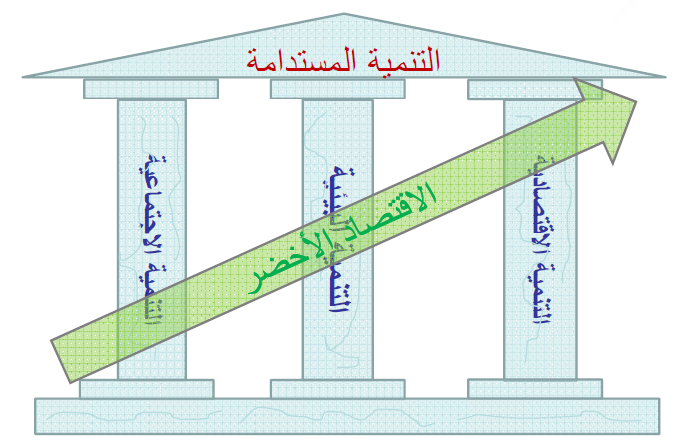 التنمية المستدامة
التنمية الاقتصادية
التنمية البيئية
التنمية الاجتماعية
الاقتصاد الأخضر